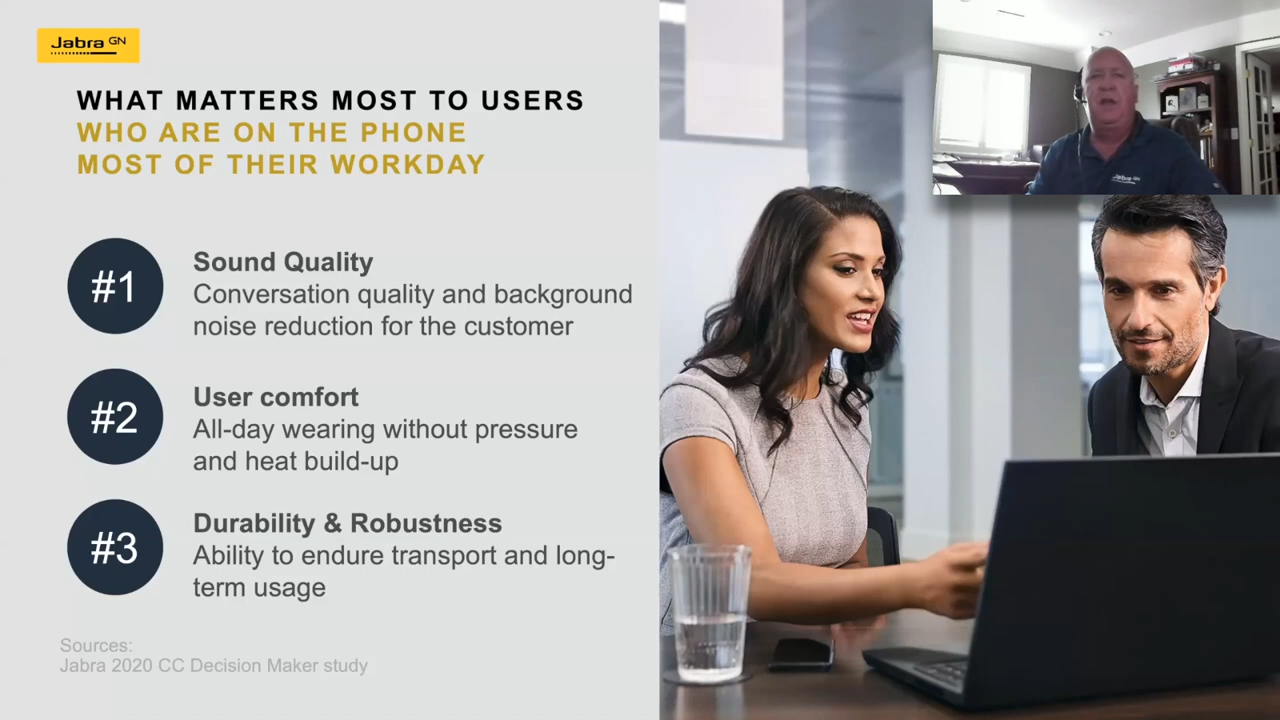 Jabra GN
WHAT MATTERS MOST TO USERS
WHO ARE ON THE PHONE
MOST OF THEIR WORKDAY
#1
Sound Quality
Conversation quality and background
noise reduction for the customer
#2
User comfort
All-day wearing without pressure
and heat build-up
#3
Durability & Robustness
Ability to endure transport and long-
term usage
Sources:
Jabra 2020 CC Decision Maker study
Jabra GN